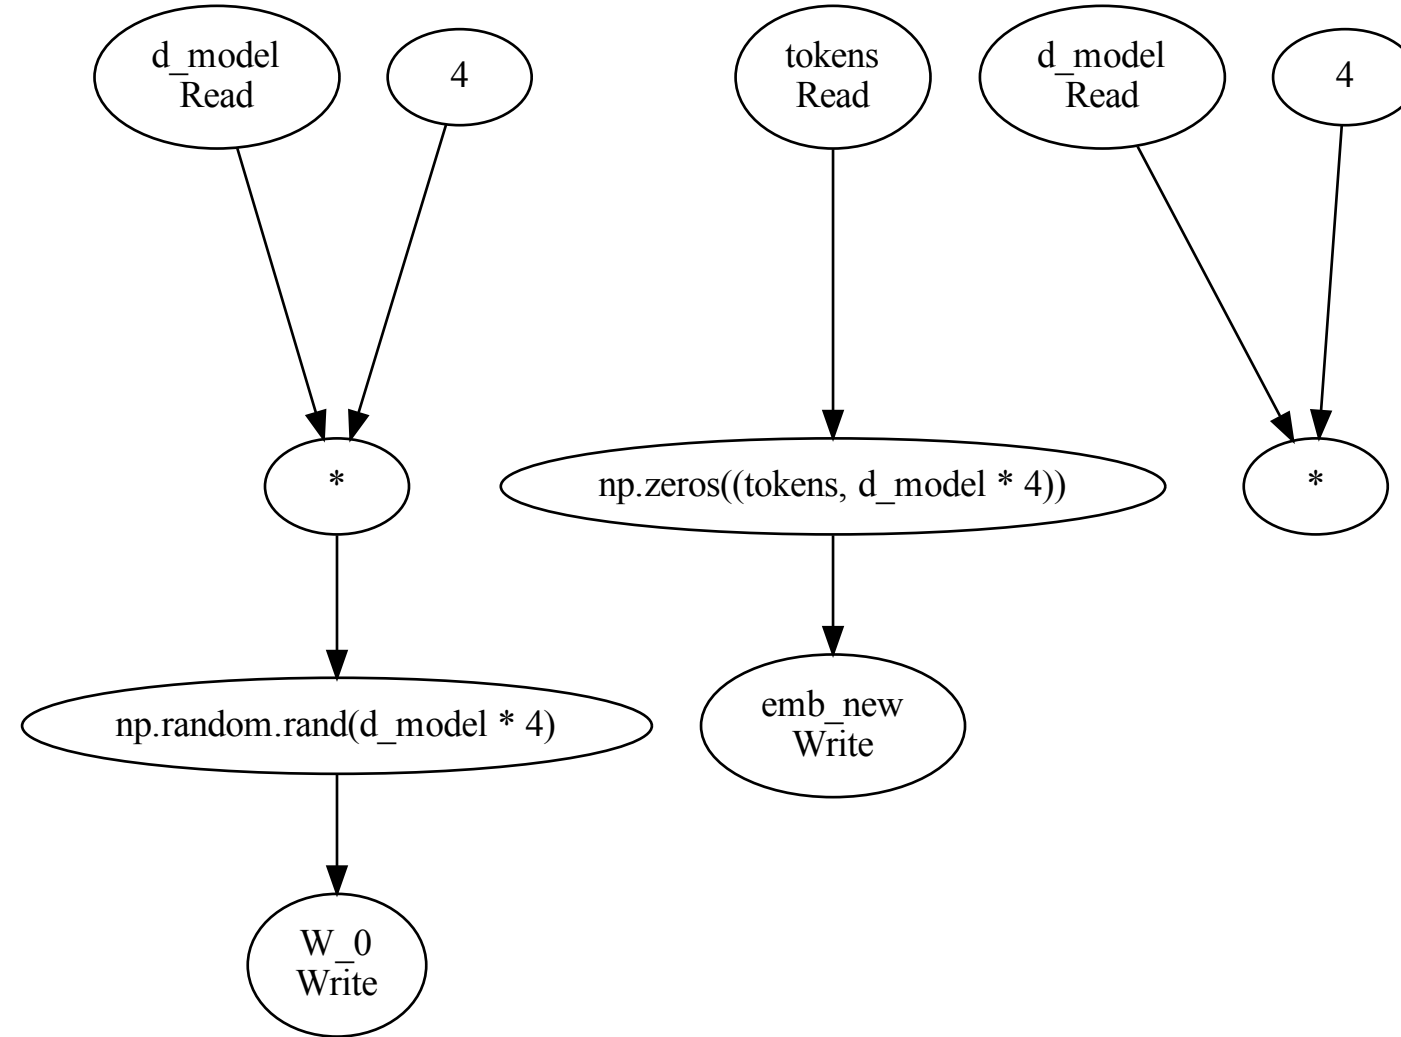 d_model
Read
4
tokens
Read
d_model
Read
4
*
np.zeros((tokens, d_model * 4))
*
np.random.rand(d_model * 4)
emb_new
Write
W_0
Write